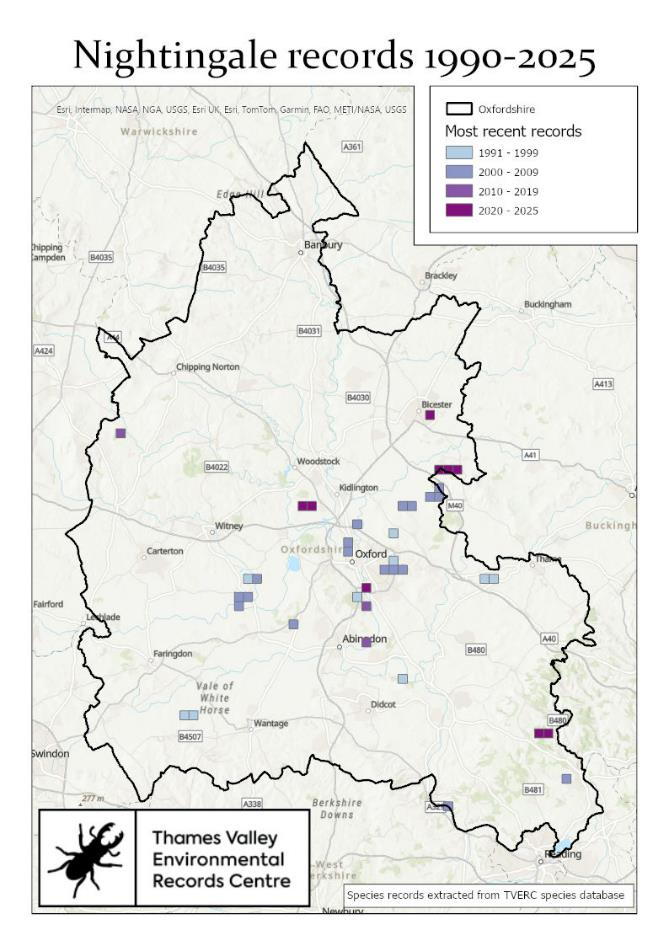 Nightingale records 1990-2025
Esri, Intermap, NASA, NGA, USGS, Esri UK, Esri, TomTom, Garmin, FAO, METI/NASA, USGS
Oxfordshire
Most recent records
1991 - 1999
2000 - 2009
2010 - 2019
2020 - 2025
Warwickshire
A361
Edge Hill
Banbury
Chipping
Campden
B4035
B4035
Brackley
Buckingham
A44
B4031
A424
Chipping Norton
A413
B4030
Bicester
Woodstock
A41
B4022
Kidlington
M40
Witney
Buckingh
Oxfordshir
Oxford
Carterton
Thame
Fairford
Lechlade
Abingdon
A40
B480
Faringdon
Vale of
White
Horse
Didcot
B480
Wantage
B4507
Swindon
B481
277 m
A338
Berkshire
Downs
Reading
West
erkshire
Newbury
Thames Valley
Environmental
Records Centre
Species records extracted from TVERC species database